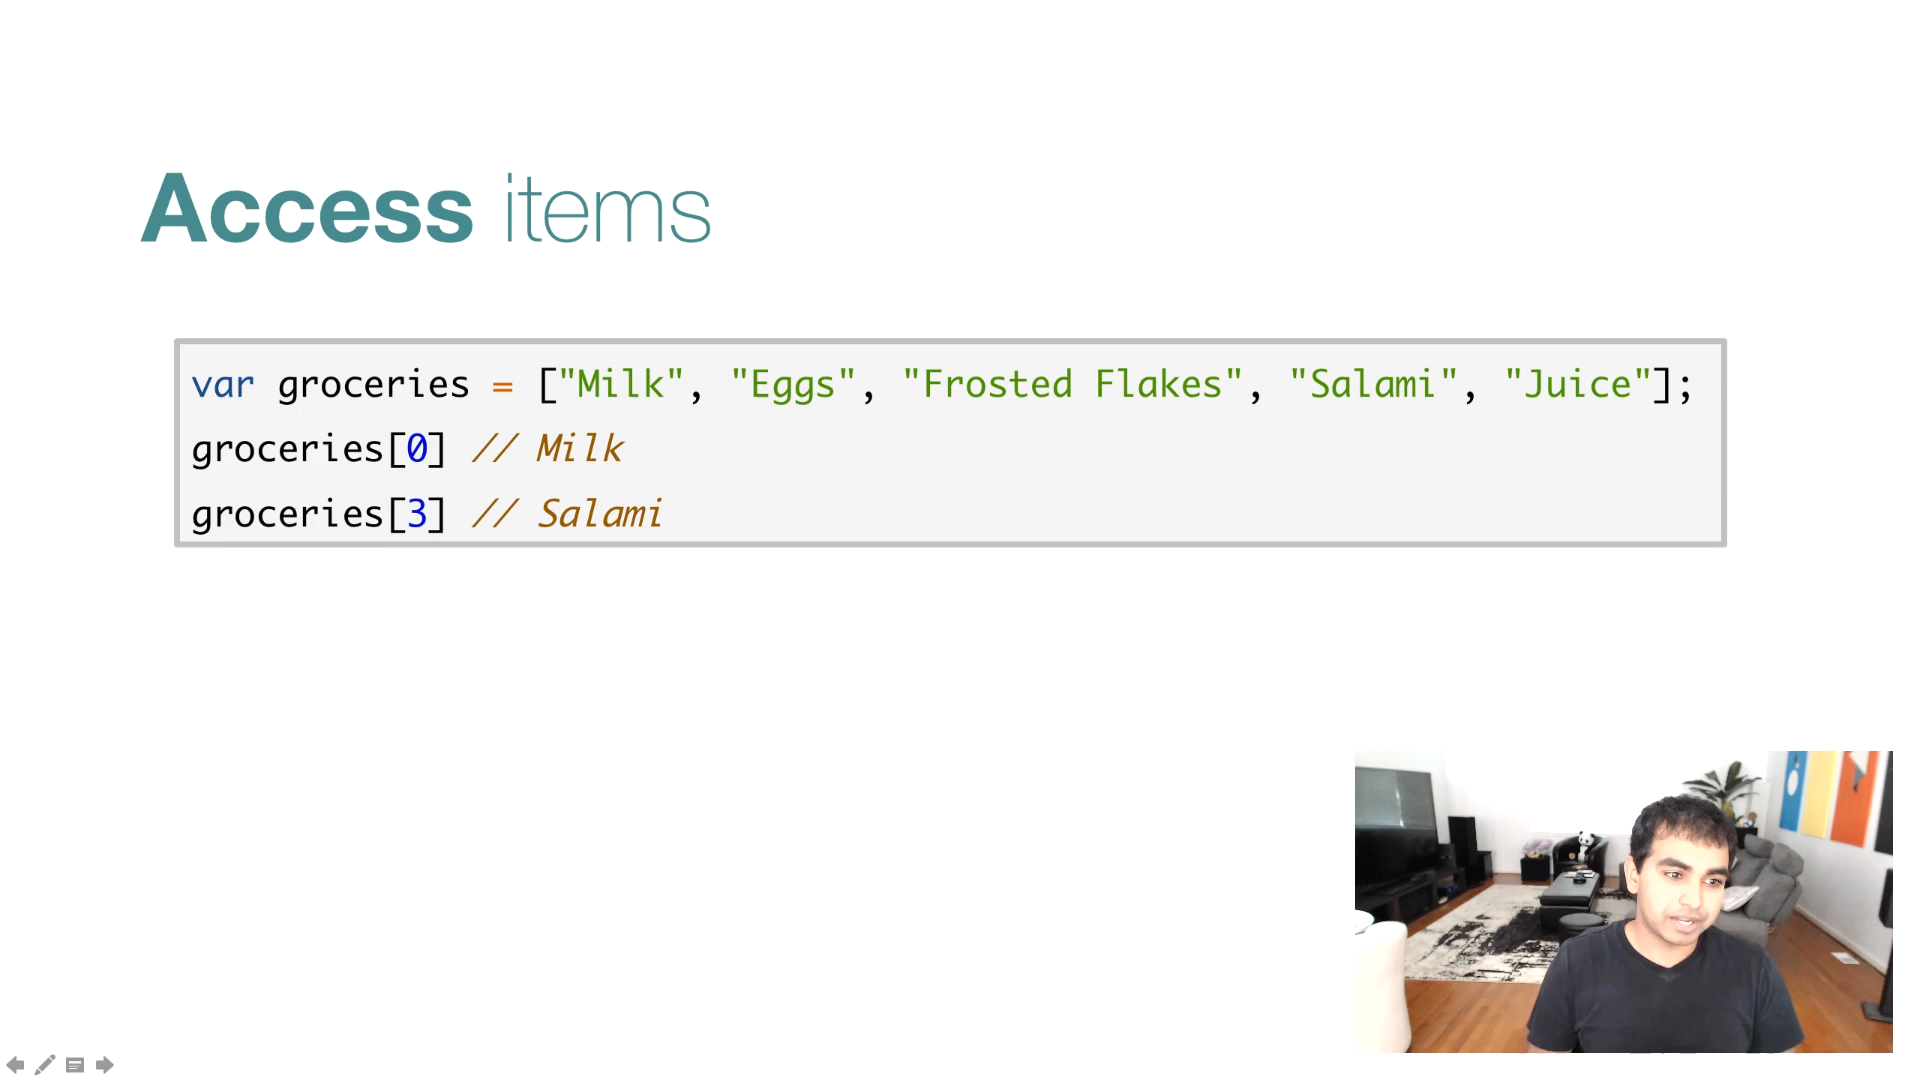 Access items
var groceries = ["Milk", "Eggs", "Frosted Flakes", "Salami", "Juice"];
groceries[0] // Milk
groceries[3] // Salami